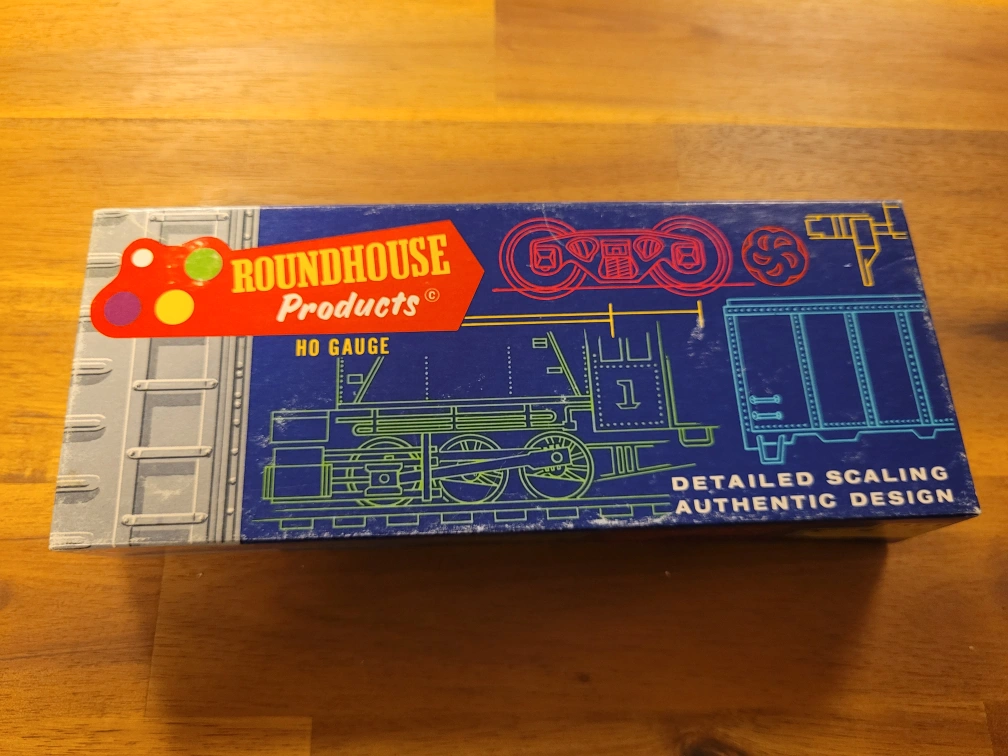 ROUNDHOUSE
Products ©
HO GAUGE
1
DETAILED SCALING
AUTHENTIC DESIGN